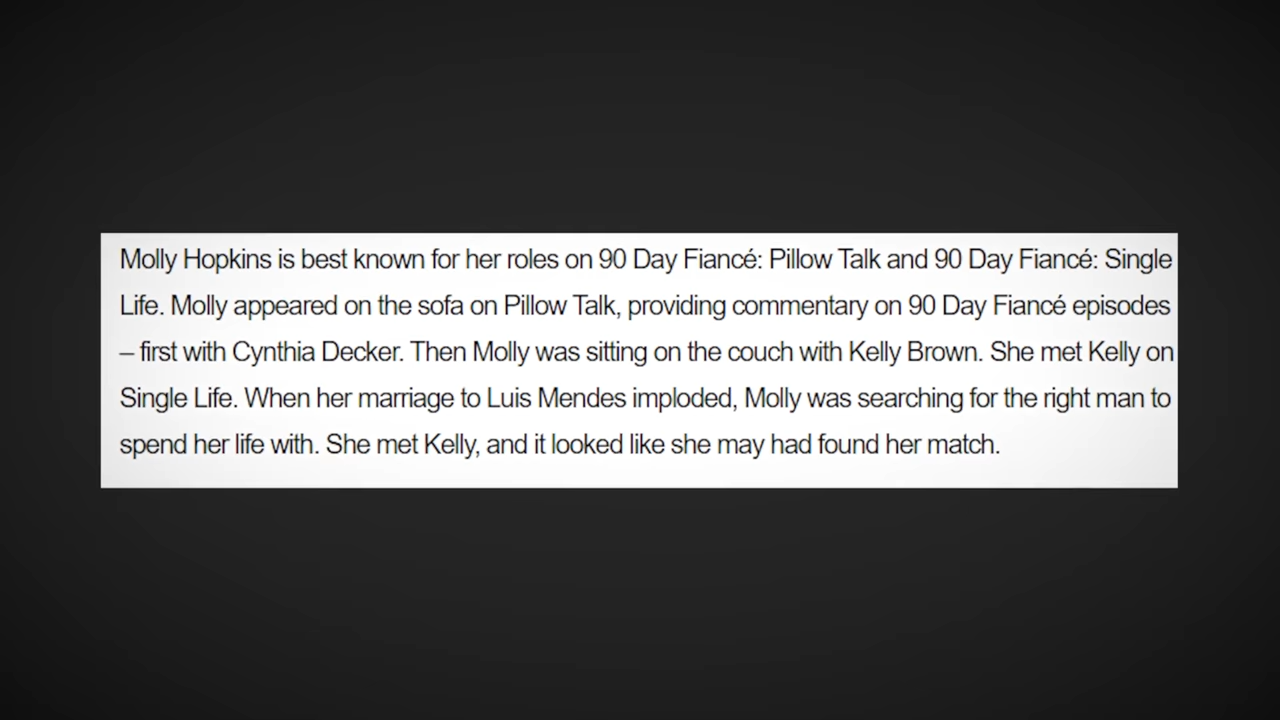 Molly Hopkins is best known for her roles on 90 Day Fiancé: Pillow Talk and 90 Day Fiancé: Single
Life. Molly appeared on the sofa on Pillow Talk, providing commentary on 90 Day Fiancé episodes
– first with Cynthia Decker. Then Molly was sitting on the couch with Kelly Brown. She met Kelly on
Single Life. When her marriage to Luis Mendes imploded, Molly was searching for the right man to
spend her life with. She met Kelly, and it looked like she may had found her match.